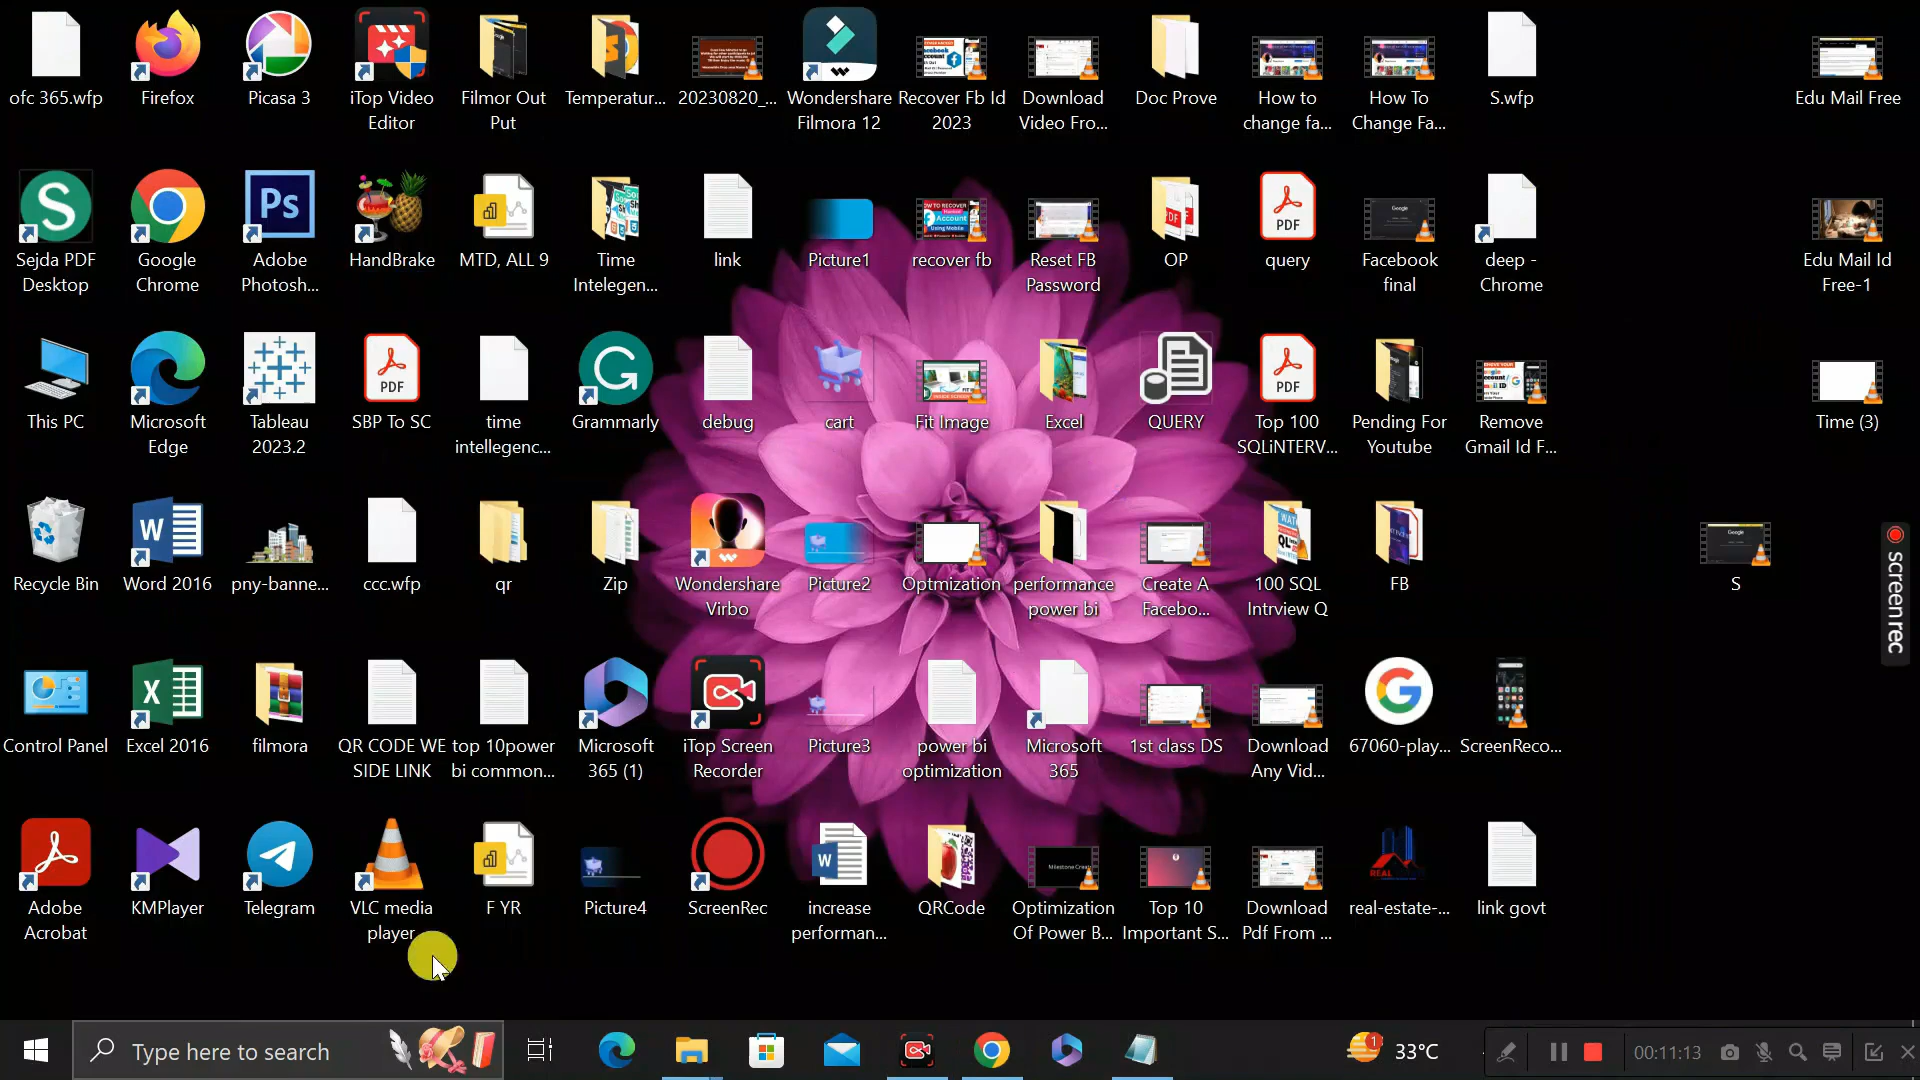 ofc 365.wfp
Firefox
Picasa 3
iTop Video
Editor
Filmor Out
Put
Temperatur...
20230820_...
Wondershare
Filmora 12
Recover Fb Id
2023
Download
Video Fro...
Doc Prove
How to
change fa...
How To
Change Fa...
S.wfp
Edu Mail Free
Sejda PDF
Desktop
Google
Chrome
Ps
Adobe
Photosh...
HandBrake
MTD, ALL 9
Time
Intelegen...
link
Picture1
recover fb
Reset FB
Password
OP
PDF
query
Facebook
final
deep -
Chrome
Edu Mail Id
Free-1
This PC
Microsoft
Edge
Tableau
2023.2
PDF
SBP To SC
time
intellegenc...
Grammarly
debug
cart
Fit Image
Excel
QUERY
PDF
Top 100
SQLiNTERV...
Pending For
Youtube
Remove
Gmail Id F...
Time (3)
Recycle Bin
Word 2016
pny-banne...
ccc.wfp
qr
Zip
Wondershare
Virbo
Picture2
Optmization
performance
power bi
Create A
Facebo...
100 SQL
Intrview Q
FB
S
screenrec
Control Panel
Excel 2016
filmora
QR CODE WE
SIDE LINK
top 10power
bi common...
Microsoft
365 (1)
iTop Screen
Recorder
Picture3
power bi
optimization
Microsoft
365
1st class DS
Download
Any Vid...
67060-play...
ScreenReco...
Adobe
Acrobat
KMPlayer
Telegram
VLC media
player
F YR
Picture4
ScreenRec
increase
performan...
QRCode
Optimization
Of Power B...
Top 10
Important S...
Download
Pdf From ...
real-estate-...
link govt
Type here to search
1
33°C
00:11:13